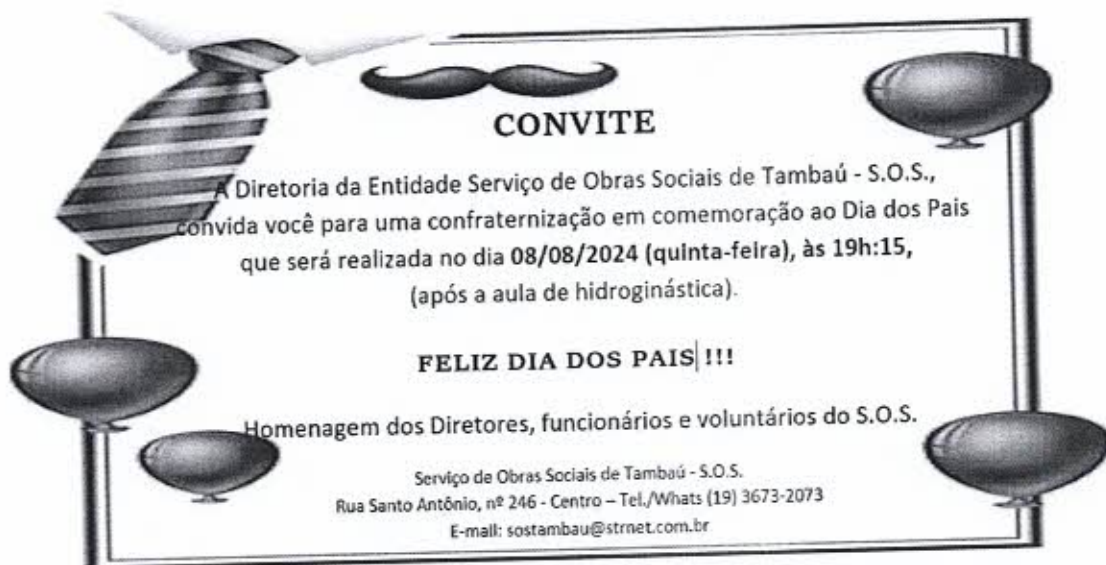 CONVITE
A Diretoria da Entidade Serviço de Obras Sociais de Tambaú - S.O.S.,
convida você para uma confraternização em comemoração ao Dia dos Pais
que será realizada no dia 08/08/2024 (quinta-feira), às 19h:15,
(após a aula de hidroginástica).
FELIZ DIA DOS PAIS !!!
Homenagem dos Diretores, funcionários e voluntários do S.O.S.
Serviço de Obras Sociais de Tambaú - S.O.S.
Rua Santo Antônio, nº 246 - Centro – Tel./Whats (19) 3673-2073
E-mail: sostambau@strnet.com.br